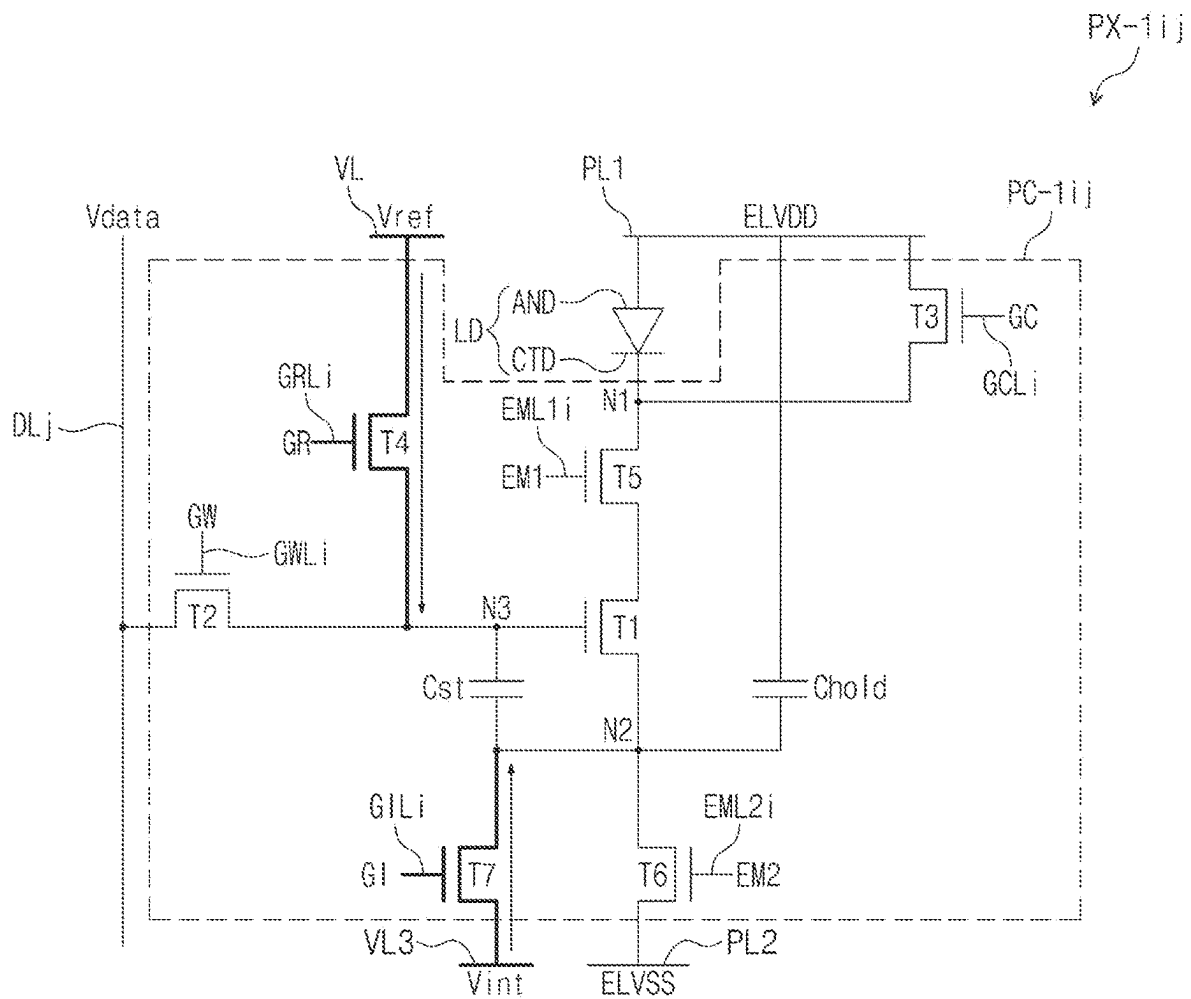 PX-1ij
VL
PL1
PC-1ij
Vdata
Vref
ELVDD
AND
LD
CTD
T3
GC
GCLi
GRLi
N1
EML1i
DLj
GR
T4
EM1
T5
GW
GWLi
T2
N3
T1
Cst
Chold
N2
GILi
EML2i
GI
T7
T6
EM2
VL3
PL2
Vint
ELVSS